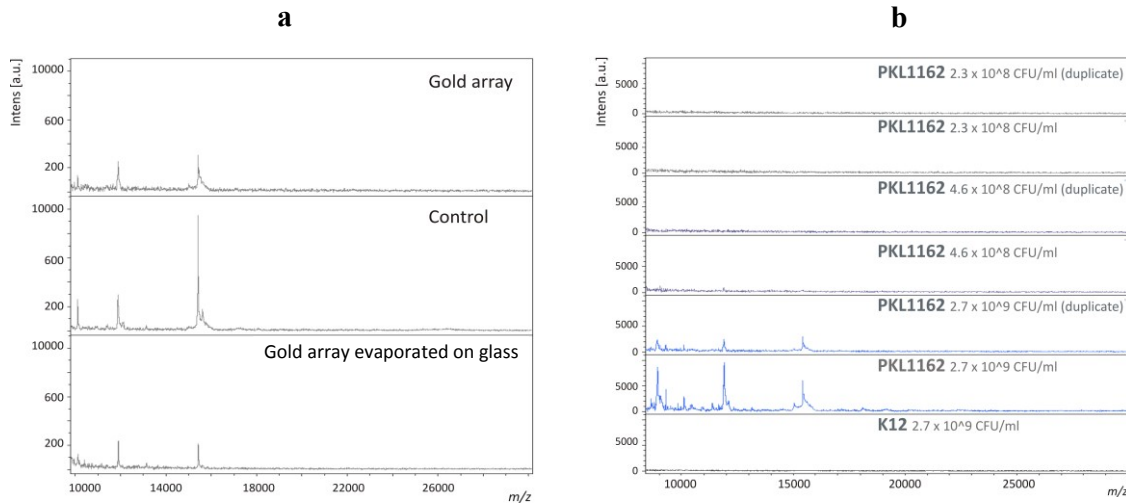 a
Intens [a.u.]
10000
600
200
Gold array
10000
600
200
Control
10000
600
200
Gold array evaporated on glass
10000
14000
18000
22000
26000
m/z
b
Intens [a.u.]
5000
0
PKL1162 2.3 x 10^8 CFU/ml (duplicate)
5000
0
PKL1162 2.3 x 10^8 CFU/ml
5000
0
PKL1162 4.6 x 10^8 CFU/ml (duplicate)
5000
0
PKL1162 4.6 x 10^8 CFU/ml
5000
0
PKL1162 2.7 x 10^9 CFU/ml (duplicate)
5000
0
PKL1162 2.7 x 10^9 CFU/ml
5000
0
K12 2.7 x 10^9 CFU/ml
10000
15000
20000
25000
m/z